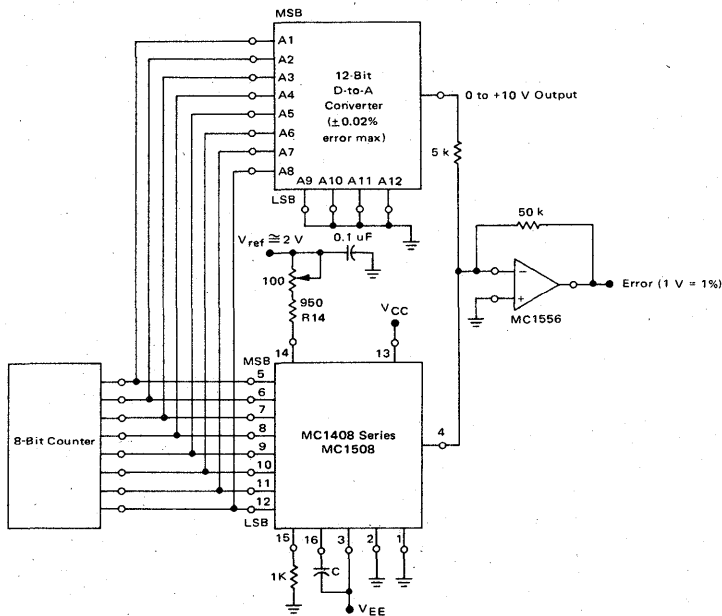 MSB
A1
A2
A3
A4
A5
A6
A7
A8
A9 A10 A11 A12
LSB
12-Bit
D-to-A
Converter
(±0.02%
error max)
0 to +10 V Output
5 k
50 k
Vref ≅ 2 V
0.1 uF
100
950
R14
VCC
Error (1 V = 1%)
MC1556
14
13
MSB
5
6
7
8
9
10
11
12
LSB
8-Bit Counter
MC1408 Series
MC1508
4
15
16
3
2
1
1K
C
VEE